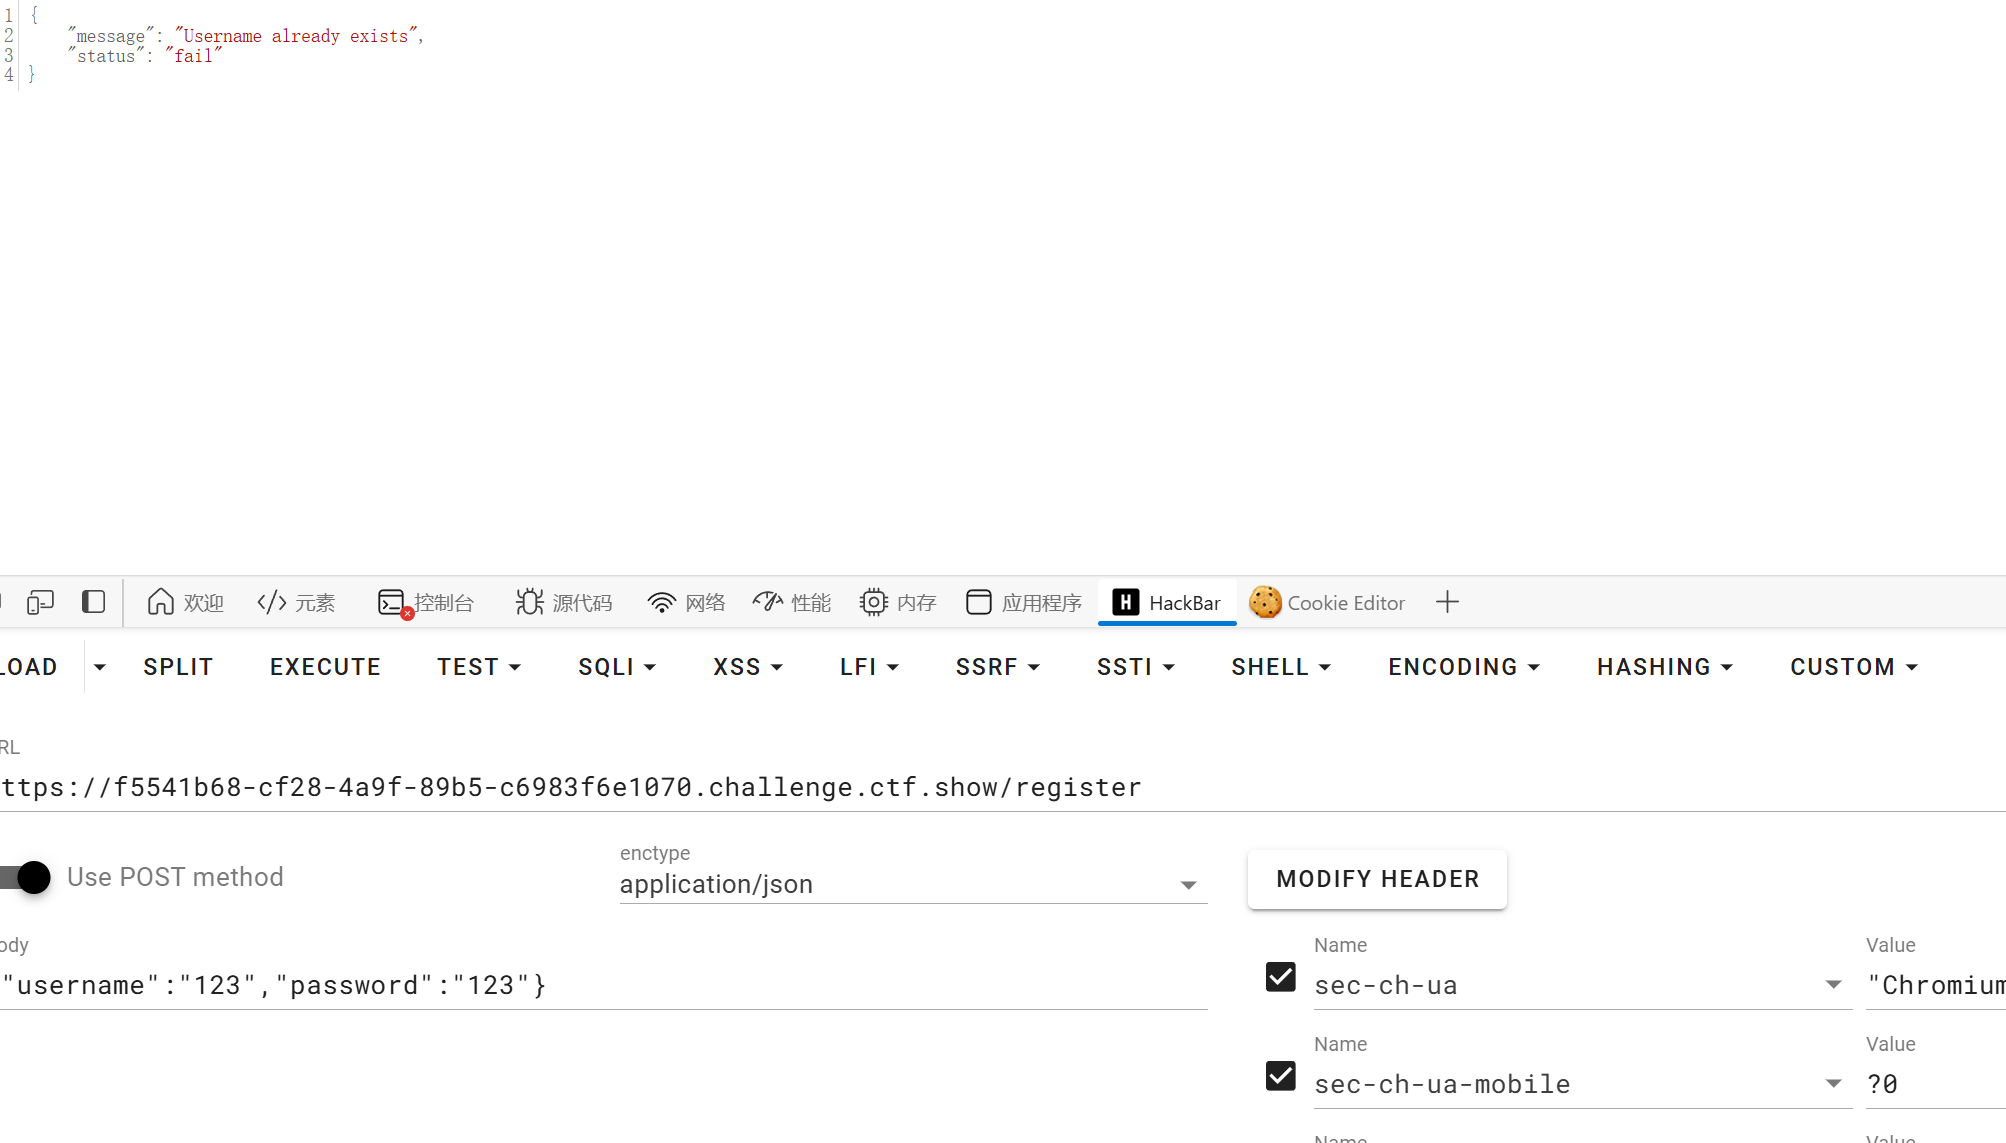 1 {
2 "message": "Username already exists",
3 "status": "fail"
4 }
欢迎 元素 控制台 源代码 网络 性能 内存 应用程序 H HackBar Cookie Editor
LOAD SPLIT EXECUTE TEST SQLI XSS LFI SSRF SSTI SHELL ENCODING HASHING CUSTOM
RL
ttps://f5541b68-cf28-4a9f-89b5-c6983f6e1070.challenge.ctf.show/register
Use POST method
enctype
application/json
MODIFY HEADER
ody
"username":"123","password":"123"}
Name Value
sec-ch-ua "Chromium
Name Value
sec-ch-ua-mobile ?0
Name Value